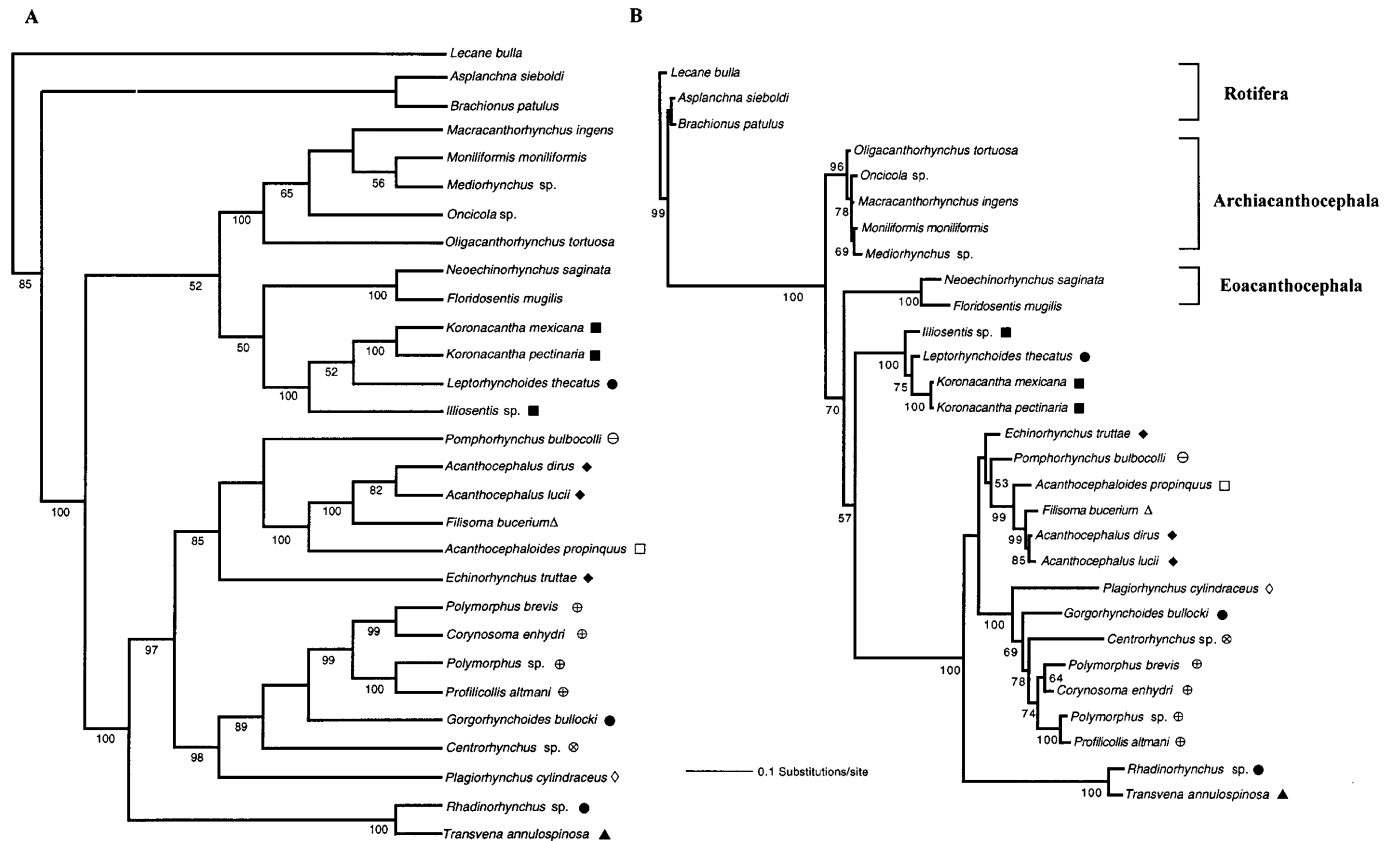 A
Lecane bulla
Asplanchna sieboldi
Brachionus patulus
Macracanthorhynchus ingens
Moniliformis moniliformis
56
Mediorhynchus sp.
65
Oncicola sp.
100
Oligacanthorhynchus tortuosa
85
52
Neoechinorhynchus saginata
100
Floridosentis mugilis
Koronacantha mexicana
50
100
Koronacantha pectinaria
52
Leptorhynchoides thecatus
100
Illiosentis sp.
Pomphorhynchus bulbocolli
Acanthocephalus dirus
82
Acanthocephalus lucii
100
100
Filisoma bucerium
85
100
Acanthocephaloides propinquus
Echinorhynchus truttae
Polymorphus brevis
99
Corynosoma enhydri
97
99
Polymorphus sp.
100
Profilicollis altmani
89
Gorgorhynchoides bullocki
100
Centrorhynchus sp.
98
Plagiorhynchus cylindraceus
Rhadinorhynchus sp.
100
Transvena annulospinosa
B
Lecane bulla
Asplanchna sieboldi
Brachionus patulus
Rotifera
99
Oligacanthorhynchus tortuosa
96
Oncicola sp.
Macracanthorhynchus ingens
78
Moniliformis moniliformis
69
Mediorhynchus sp.
Archiacanthocephala
100
Neoechinorhynchus saginata
100
Floridosentis mugilis
Eoacanthocephala
Illiosentis sp.
Leptorhynchoides thecatus
100
Koronacantha mexicana
75
100
Koronacantha pectinaria
70
Echinorhynchus truttae
Pomphorhynchus bulbocolli
53
Acanthocephaloides propinquus
99
Filisoma bucerium
57
99
Acanthocephalus dirus
85
Acanthocephalus lucii
Plagiorhynchus cylindraceus
100
Gorgorhynchoides bullocki
69
Centrorhynchus sp.
100
78
Polymorphus brevis
64
Corynosoma enhydri
74
Polymorphus sp.
100
Profilicollis altmani
Rhadinorhynchus sp.
100
Transvena annulospinosa
0.1 Substitutions/site